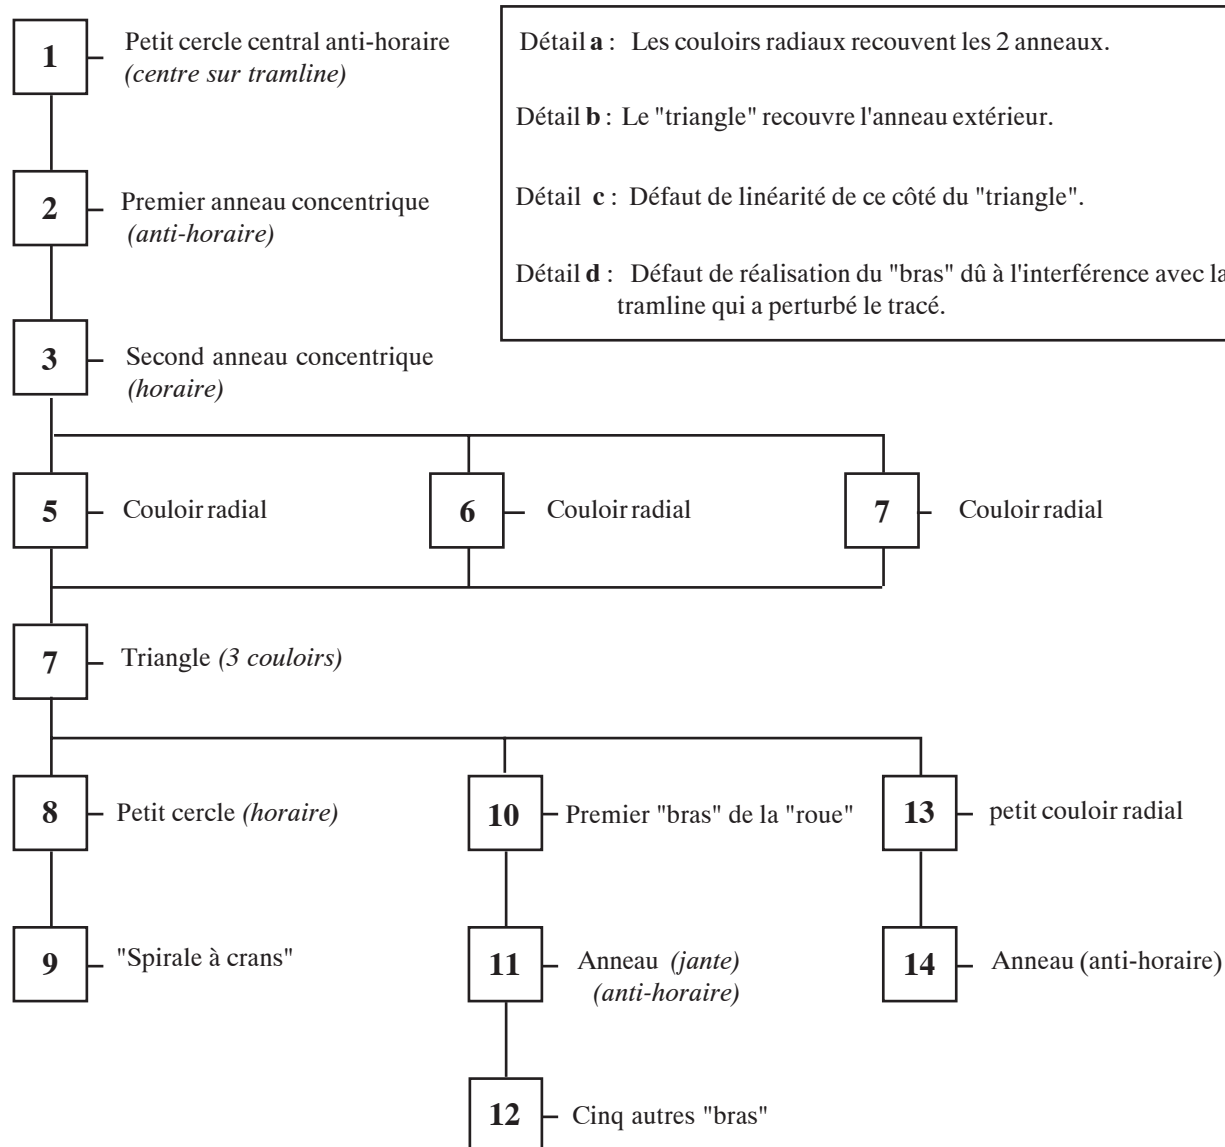 1
Petit cercle central anti-horaire
(centre sur tramline)
Détail a : Les couloirs radiaux recouvent les 2 anneaux.
Détail b : Le "triangle" recouvre l'anneau extérieur.
Détail c : Défaut de linéarité de ce côté du "triangle".
Détail d : Défaut de réalisation du "bras" dû à l'interférence avec la
tramline qui a perturbé le tracé.
2
Premier anneau concentrique
(anti-horaire)
3
Second anneau concentrique
(horaire)
5
Couloir radial
6
Couloir radial
7
Couloir radial
7
Triangle (3 couloirs)
8
Petit cercle (horaire)
10
Premier "bras" de la "roue"
13
petit couloir radial
9
"Spirale à crans"
11
Anneau (jante)
(anti-horaire)
14
Anneau (anti-horaire)
12
Cinq autres "bras"